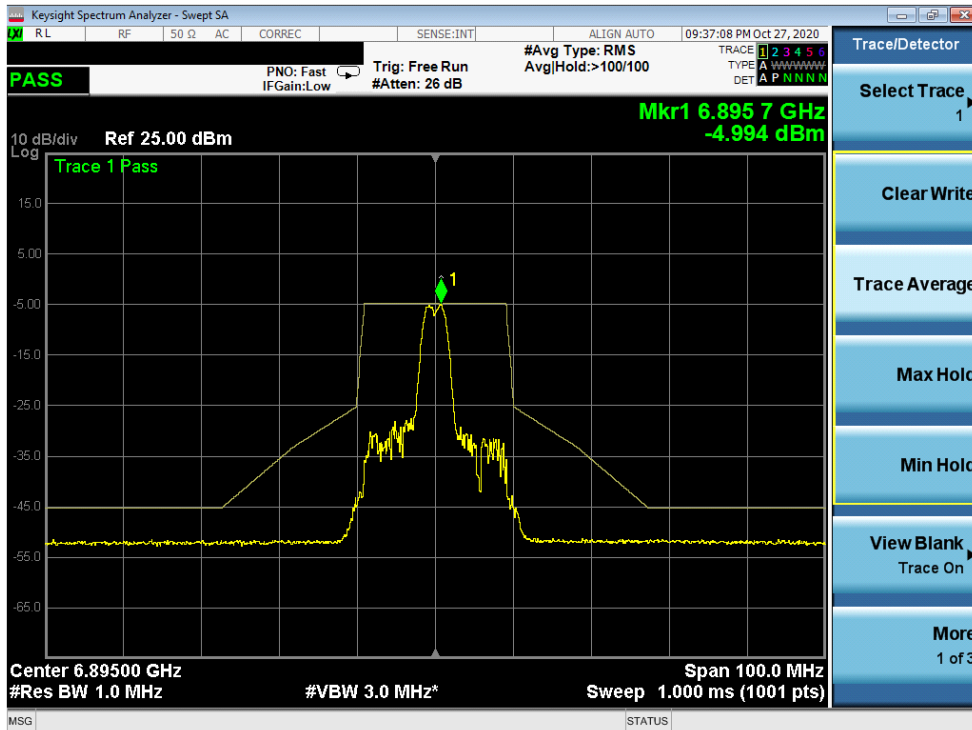 Keysight Spectrum Analyzer - Swept SA
LXI RL RF 50 Ω AC CORREC SENSE:INT ALIGN AUTO 09:37:08 PM Oct 27, 2020
PASS
PNO: Fast
IFGain:Low
Trig: Free Run
#Atten: 26 dB
#Avg Type: RMS
Avg|Hold:>100/100
TRACE 1 2 3 4 5 6
TYPE A WWWWW
DET A P N N N N
Mkr1 6.895 7 GHz
-4.994 dBm
10 dB/div Ref 25.00 dBm
Log
Trace 1 Pass
15.0
5.00
-5.00
-15.0
-25.0
-35.0
-45.0
-55.0
-65.0
1
Center 6.89500 GHz
#Res BW 1.0 MHz
#VBW 3.0 MHz*
Span 100.0 MHz
Sweep 1.000 ms (1001 pts)
MSG STATUS
Trace/Detector
Select Trace
1
Clear Write
Trace Average
Max Hold
Min Hold
View Blank
Trace On
More
1 of 3